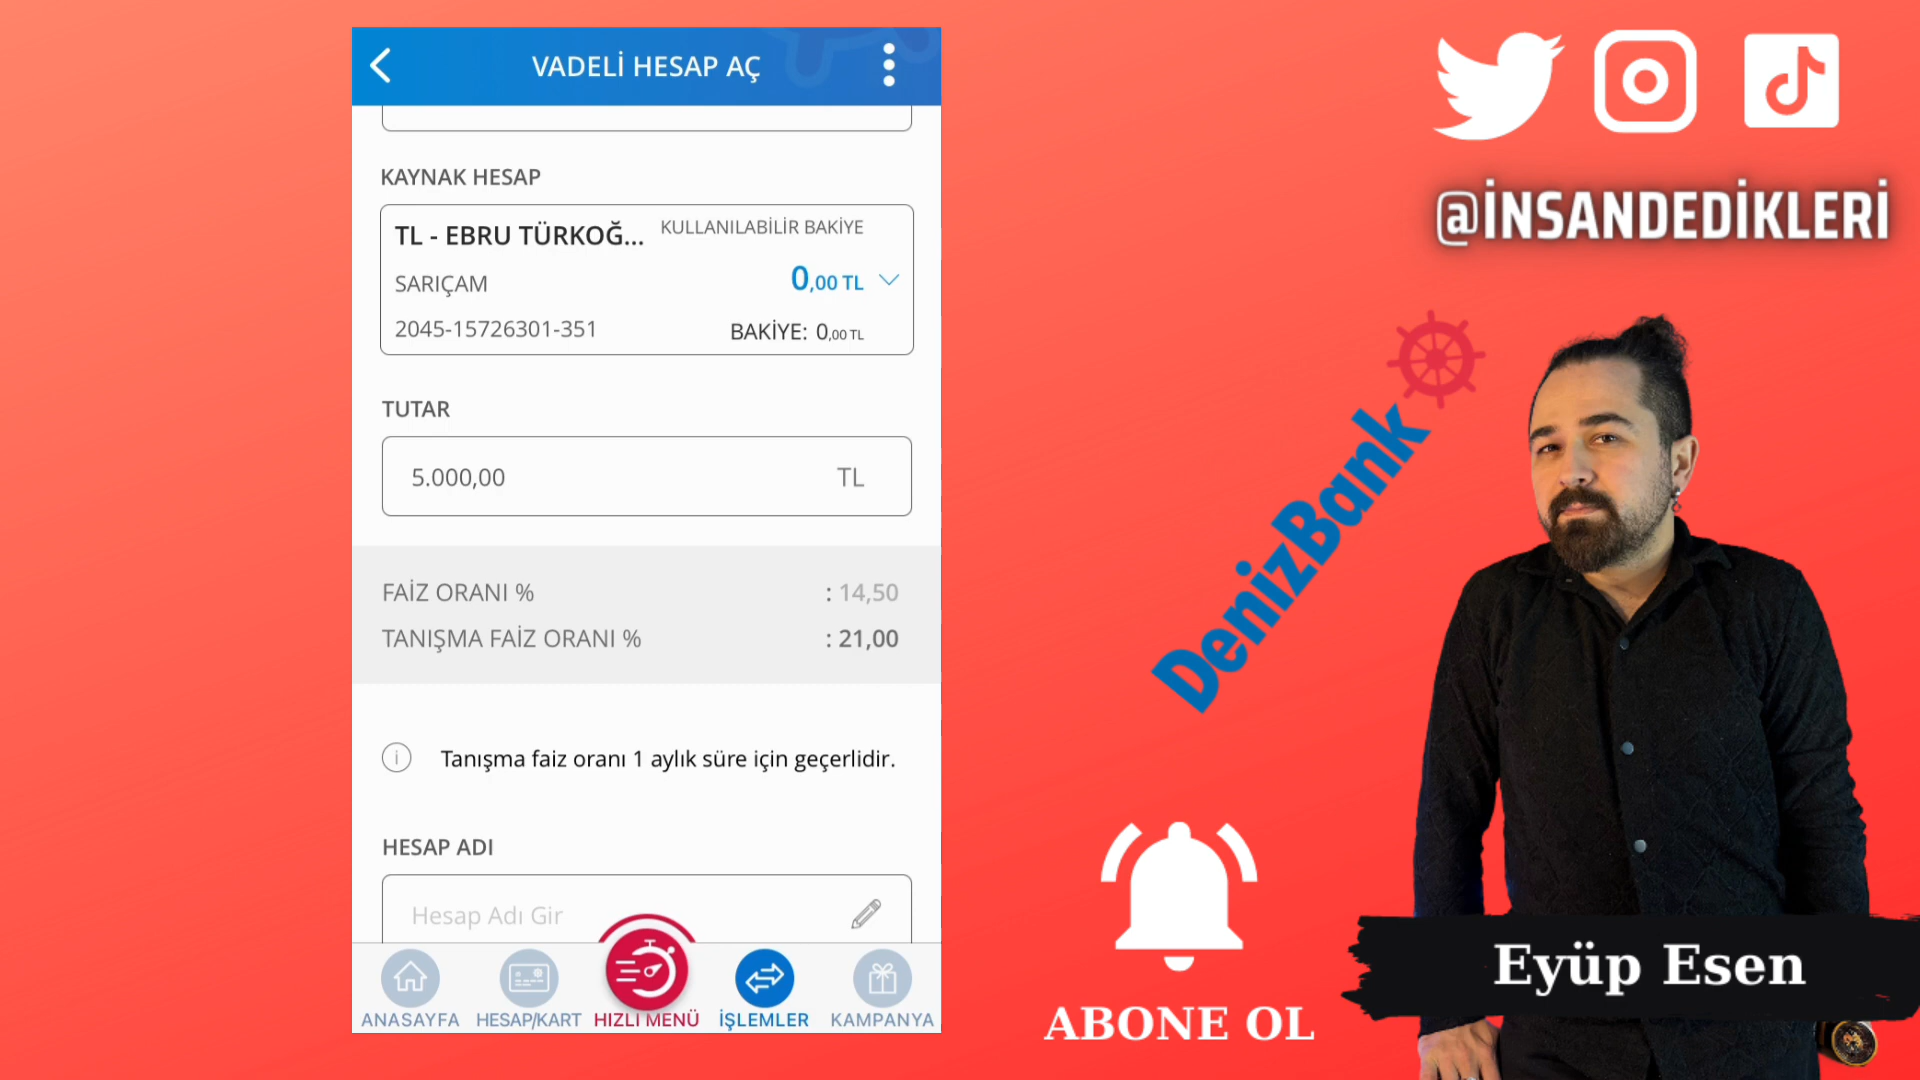 VADELİ HESAP AÇ
KAYNAK HESAP
TL - EBRU TÜRKOĞ...
KULLANILABİLİR BAKİYE
SARIÇAM
0,00 TL
2045-15726301-351
BAKİYE: 0,00 TL
TUTAR
5.000,00 TL
FAİZ ORANI % : 14,50
TANIŞMA FAİZ ORANI % : 21,00
Tanışma faiz oranı 1 aylık süre için geçerlidir.
HESAP ADI
Hesap Adı Gir
ANASAYFA HESAP/KART HIZLI MENÜ İŞLEMLER KAMPANYA
@İNSANDEDİKLERİ
DenizBank
ABONE OL
Eyüp Esen